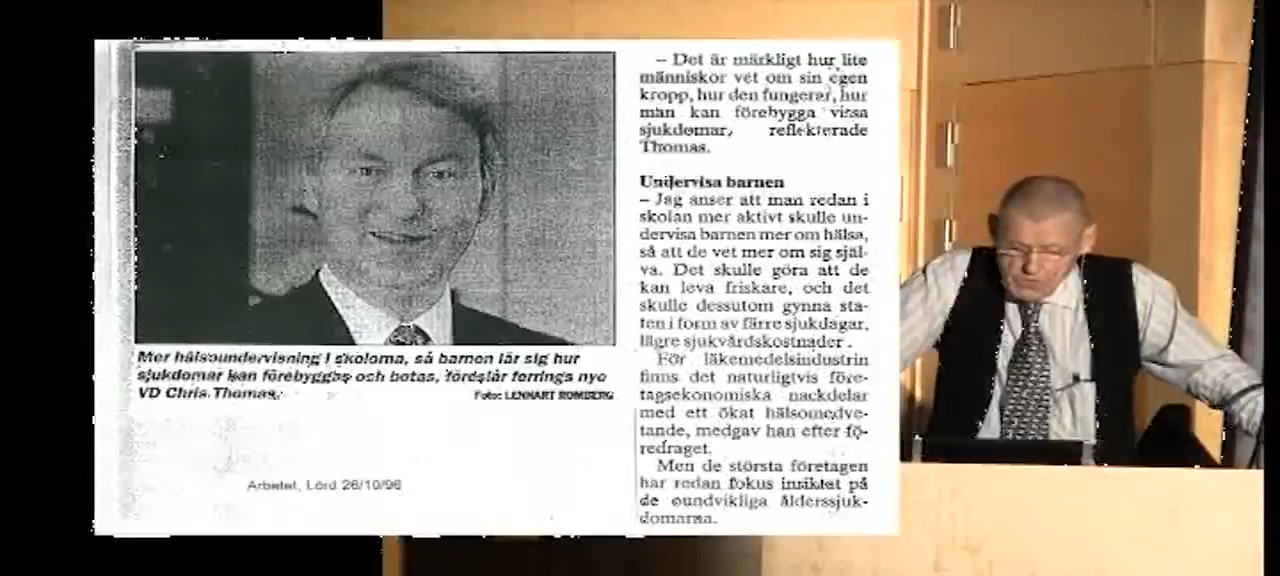 Mer hälsoundervisning i skolorna, så barnen lär sig hur
sjukdomar kan förebyggas och botas, föreslår ferrings nye
VD Chris Thomas.
Foto: LENNART ROMBERG
Arbetet, Lörd 26/10/96
– Det är märkligt hur lite
människor vet om sin egen
kropp, hur den fungerar, hur
man kan förebygga vissa
sjukdomar, reflekterade
Thomas.
Undervisa barnen
– Jag anser att man redan i
skolan mer aktivt skulle un-
dervisa barnen mer om hälsa,
så att de vet mer om sig själ-
va. Det skulle göra att de
kan leva friskare, och det
skulle dessutom gynna sta-
ten i form av färre sjukdagar,
lägre sjukvårdskostnader.
För läkemedelsindustrin
finns det naturligtvis före-
tagsekonomiska nackdelar
med ett ökat hälsomedve-
tande, medgav han efter fö-
redraget.
Men de största företagen
har redan fokus inriktat på
de oundvikliga ålderssjuk-
domarna.